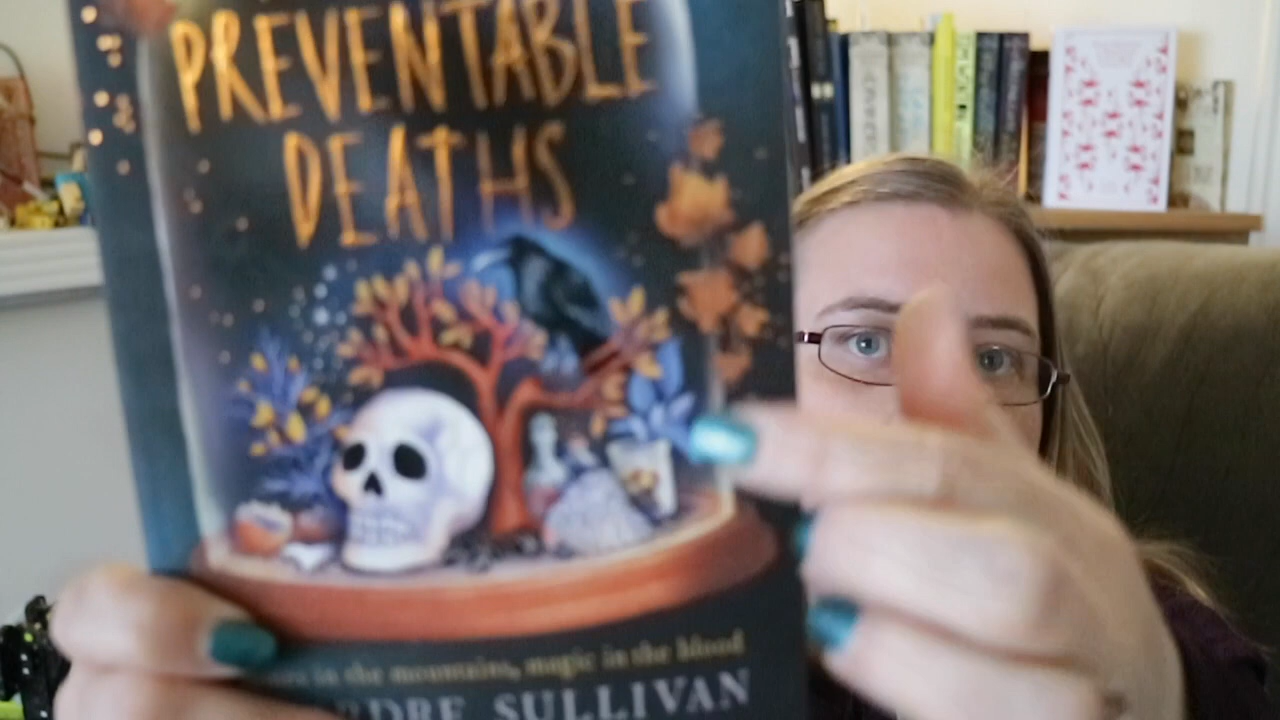 PREVENTABLE
DEATHS
in the mountains, magic in the blood
SULLIVAN